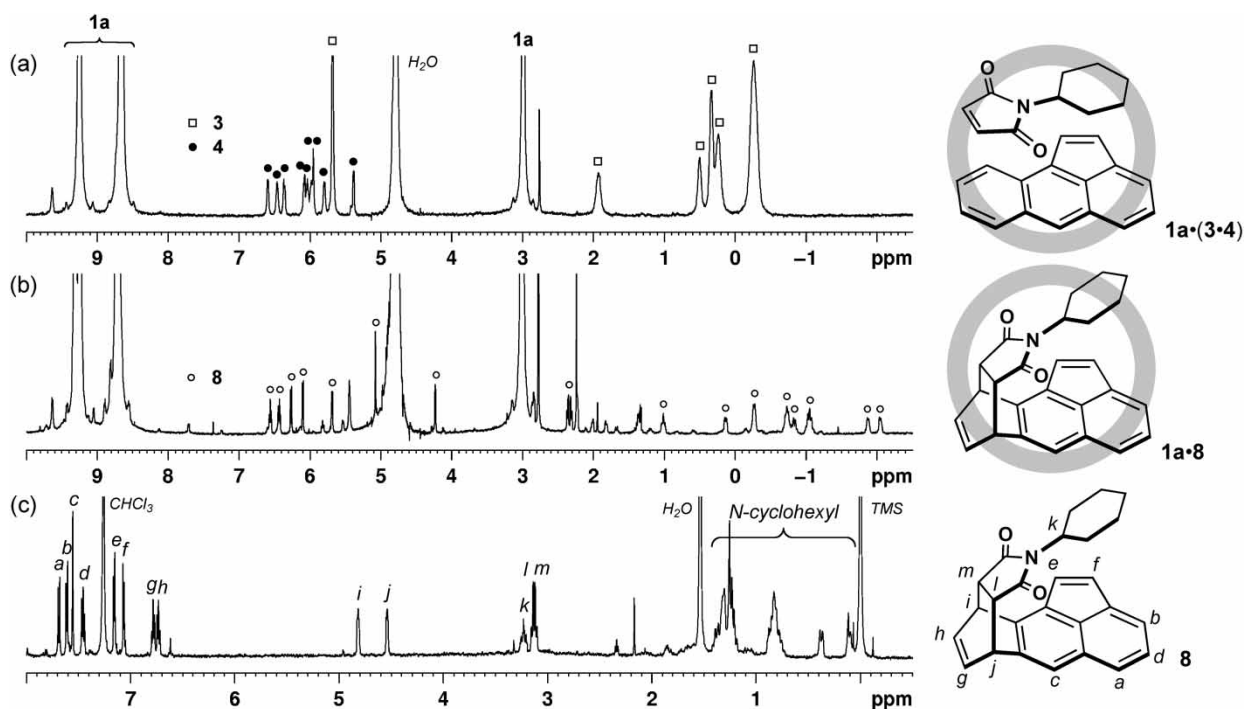 (a)
1a
1a
H2O
□ 3
● 4
9 8 7 6 5 4 3 2 1 0 −1 ppm
O
N
O
1a•(3•4)
(b)
○ 8
9 8 7 6 5 4 3 2 1 0 −1 ppm
O
N
O
1a•8
(c)
a b c d
CHCl3
e f
g h
i j
k l m
H2O
N-cyclohexyl
TMS
7 6 5 4 3 2 1 ppm
k
O
N
e f
m
O
l
i
b
h
d
8
g j c a